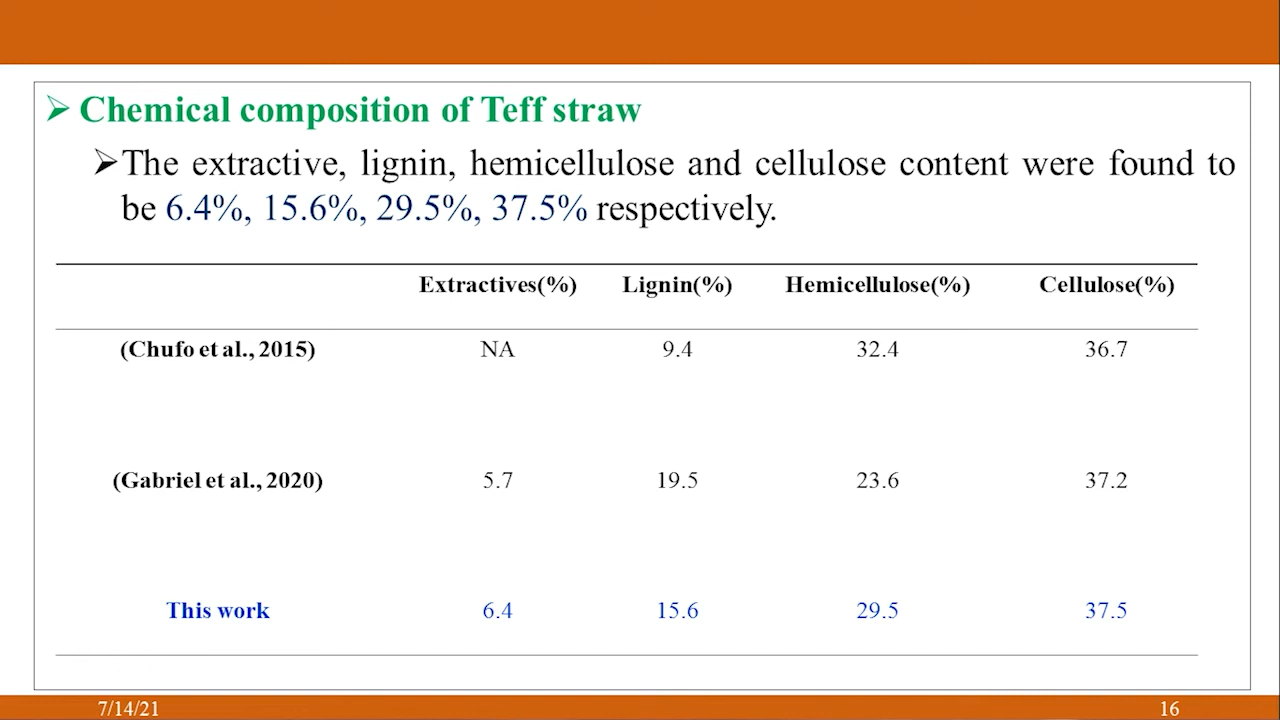 ➢ Chemical composition of Teff straw
➢The extractive, lignin, hemicellulose and cellulose content were found to
be 6.4%, 15.6%, 29.5%, 37.5% respectively.
Extractives(%) Lignin(%) Hemicellulose(%) Cellulose(%)
(Chufo et al., 2015) NA 9.4 32.4 36.7
(Gabriel et al., 2020) 5.7 19.5 23.6 37.2
This work 6.4 15.6 29.5 37.5
7/14/21 16